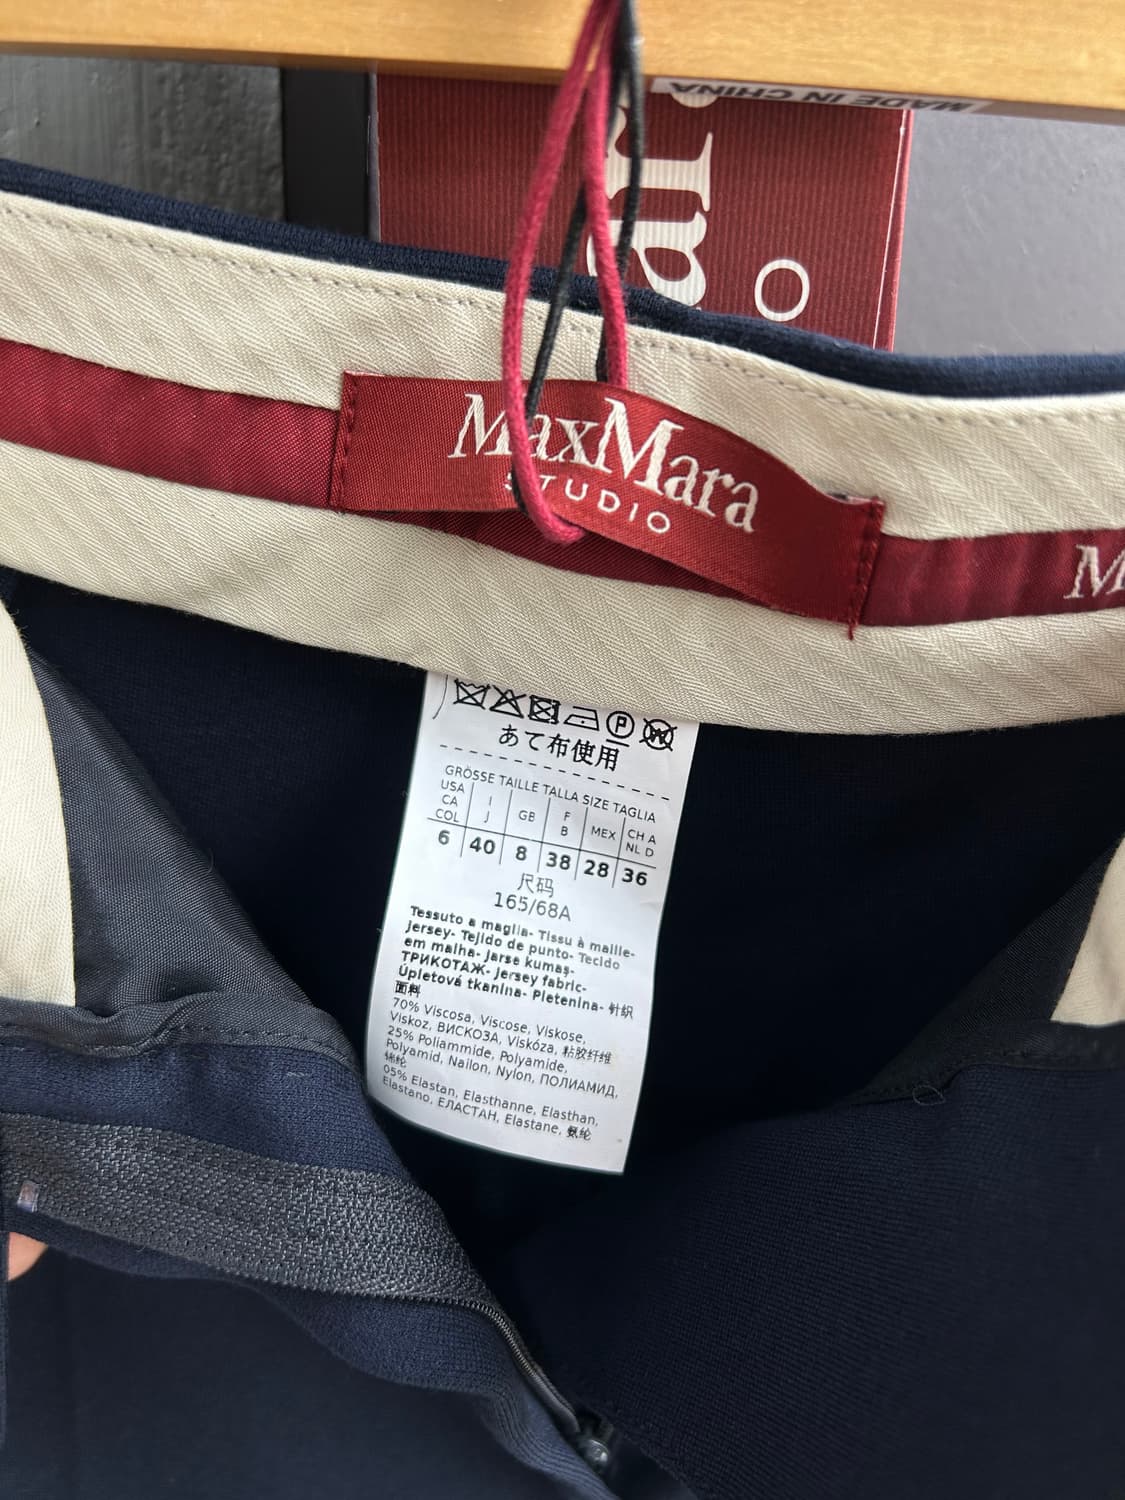 MADE IN CHINA
ara
O
MaxMara
STUDIO
M
P
W
あて布使用
GRÖSSE TAILLE TALLA SIZE TAGLIA
USA CA COL | I J | GB | F B | MEX | CH A NL D
6 | 40 | 8 | 38 | 28 | 36
尺码
165/68A
Tessuto a maglia- Tissu à maille-
Jersey- Tejido de punto- Tecido
em malha- Jarse kumaş-
ТРИКОТАЖ- Jersey fabric-
Úpletová tkanina- Pletenina- 针织
面料
70% Viscosa, Viscose, Viskose,
Viskoz, ВИСКОЗА, Viskóza, 粘胶纤维
25% Poliammide, Polyamide,
Polyamid, Nailon, Nylon, ПОЛИАМИД,
锦纶
05% Elastan, Elasthanne, Elasthan,
Elastano, ЕЛАСТАН, Elastane, 氨纶